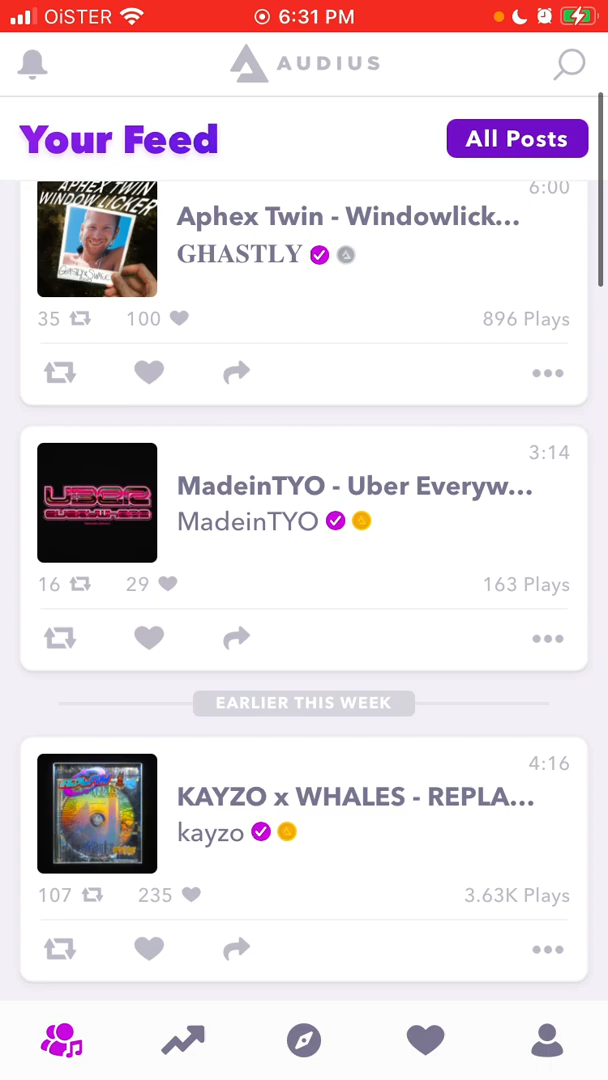 OiSTER 6:31 PM
AUDIUS
Your Feed All Posts
6:00
APHEX TWIN
WINDOW LICKER
Aphex Twin - Windowlick...
GHASTLY
35 100 896 Plays
3:14
UBER
EVERYWHERE
MadeinTYO - Uber Everyw...
MadeinTYO
16 29 163 Plays
EARLIER THIS WEEK
4:16
KAYZO x WHALES - REPLA...
kayzo
107 235 3.63K Plays